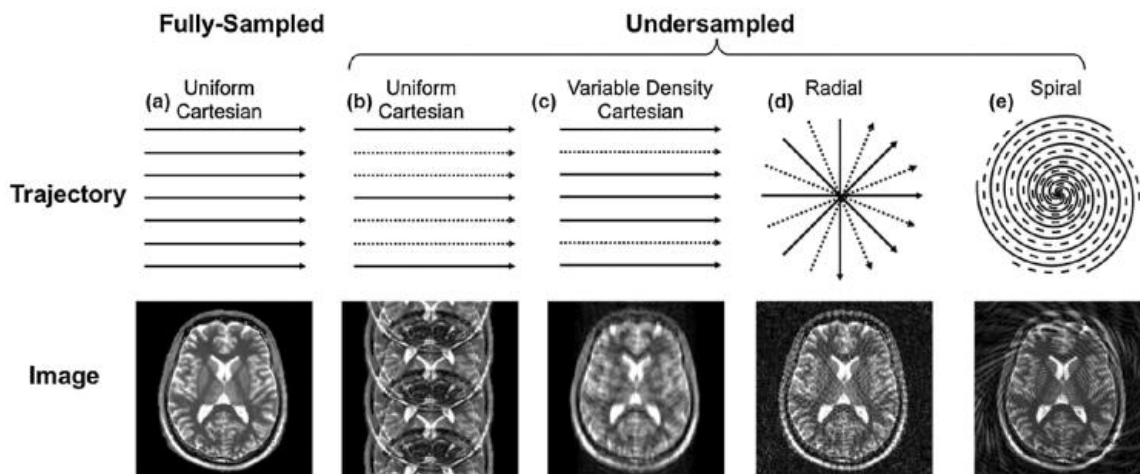 Fully-Sampled
Undersampled
(a) Uniform
Cartesian
(b) Uniform
Cartesian
(c) Variable Density
Cartesian
(d) Radial
(e) Spiral
Trajectory
Image